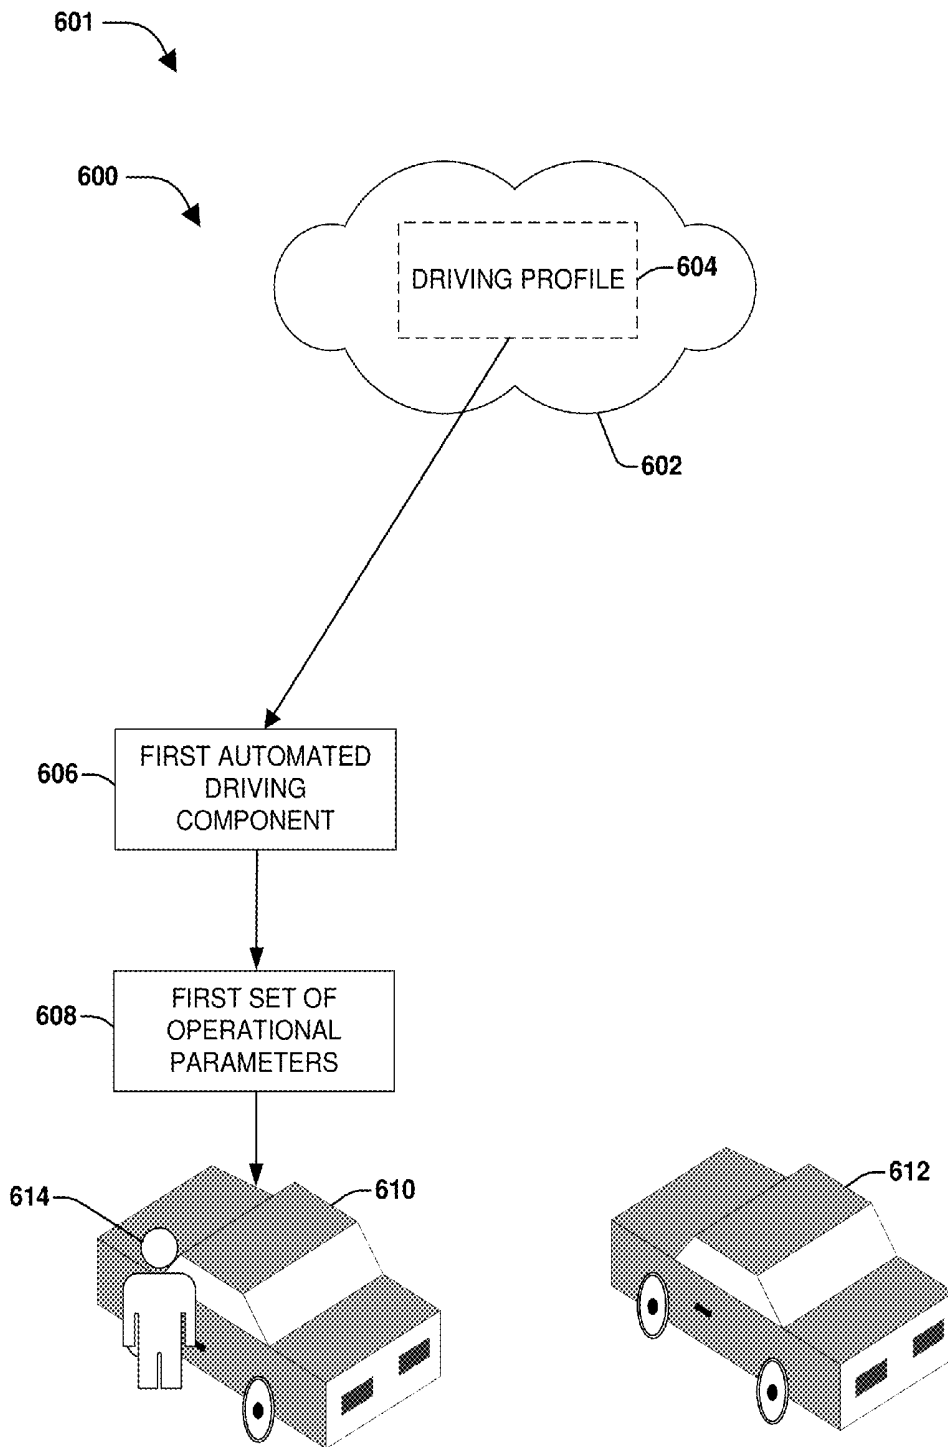 601
600
DRIVING PROFILE
604
602
FIRST AUTOMATED
606
DRIVING
COMPONENT
FIRST SET OF
608
OPERATIONAL
PARAMETERS
614
610
612